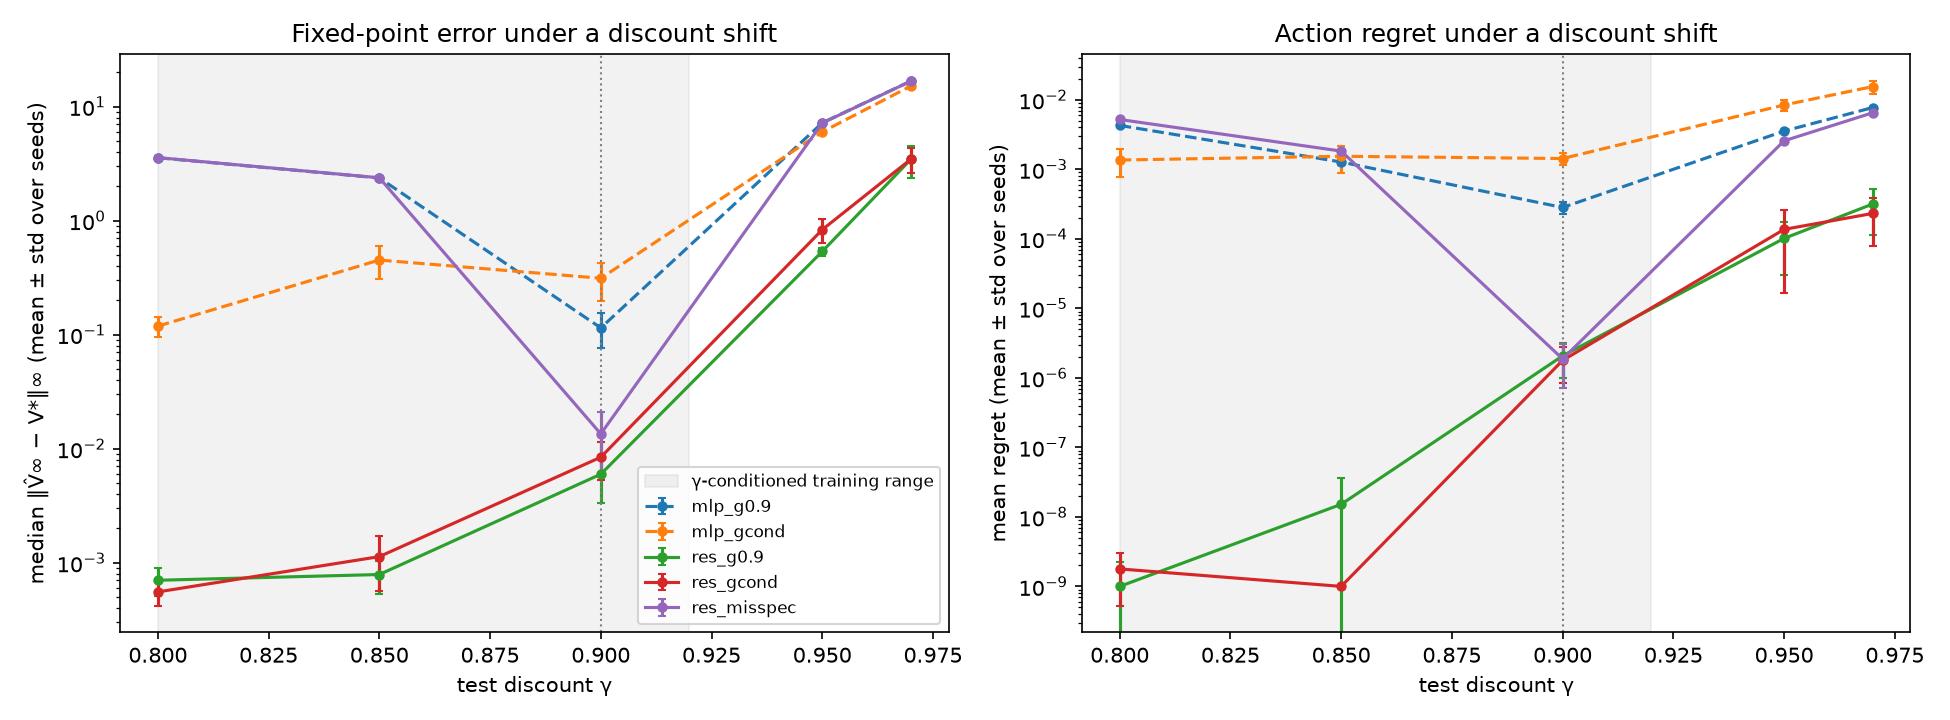 Fixed-point error under a discount shift
median ‖V̂∞ − V*‖∞ (mean ± std over seeds)
10¹
10⁰
10⁻¹
10⁻²
10⁻³
0.800
0.825
0.850
0.875
0.900
0.925
0.950
0.975
test discount γ
γ-conditioned training range
mlp_g0.9
mlp_gcond
res_g0.9
res_gcond
res_misspec
Action regret under a discount shift
mean regret (mean ± std over seeds)
10⁻²
10⁻³
10⁻⁴
10⁻⁵
10⁻⁶
10⁻⁷
10⁻⁸
10⁻⁹
0.800
0.825
0.850
0.875
0.900
0.925
0.950
0.975
test discount γ